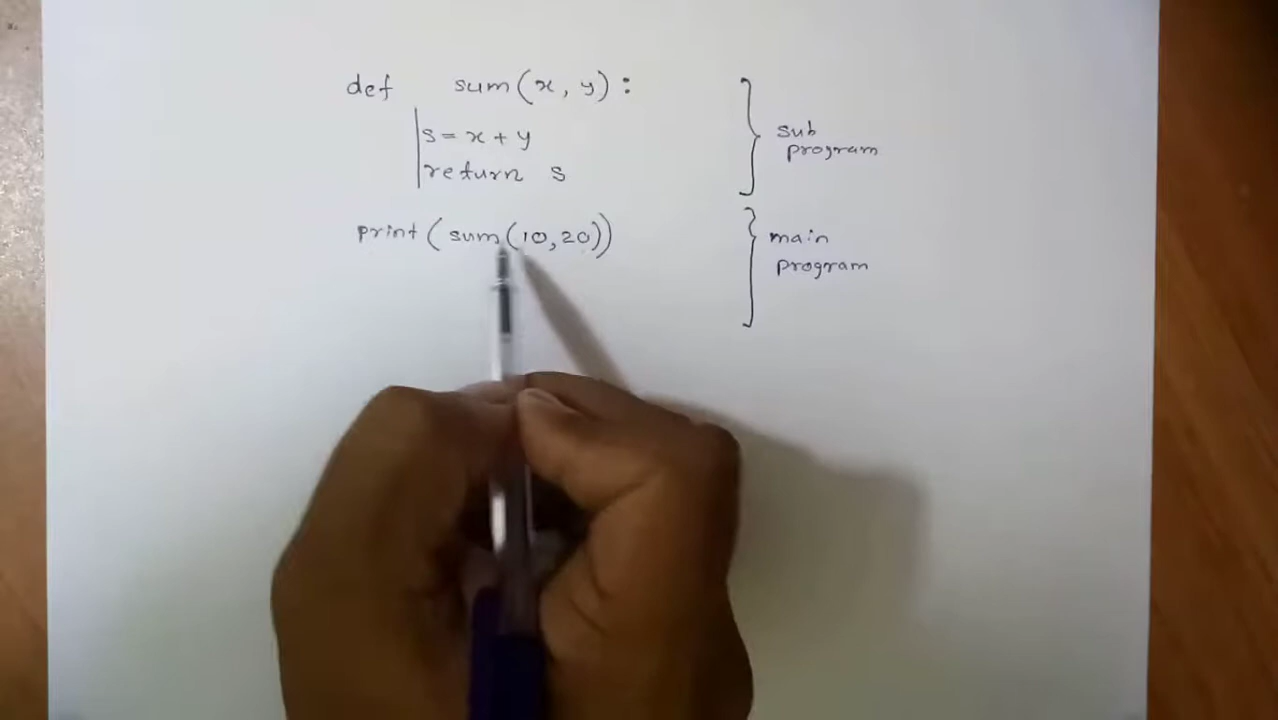 def sum(x, y):
s = x + y
return s
print(sum(10,20))
sub
program
main
program